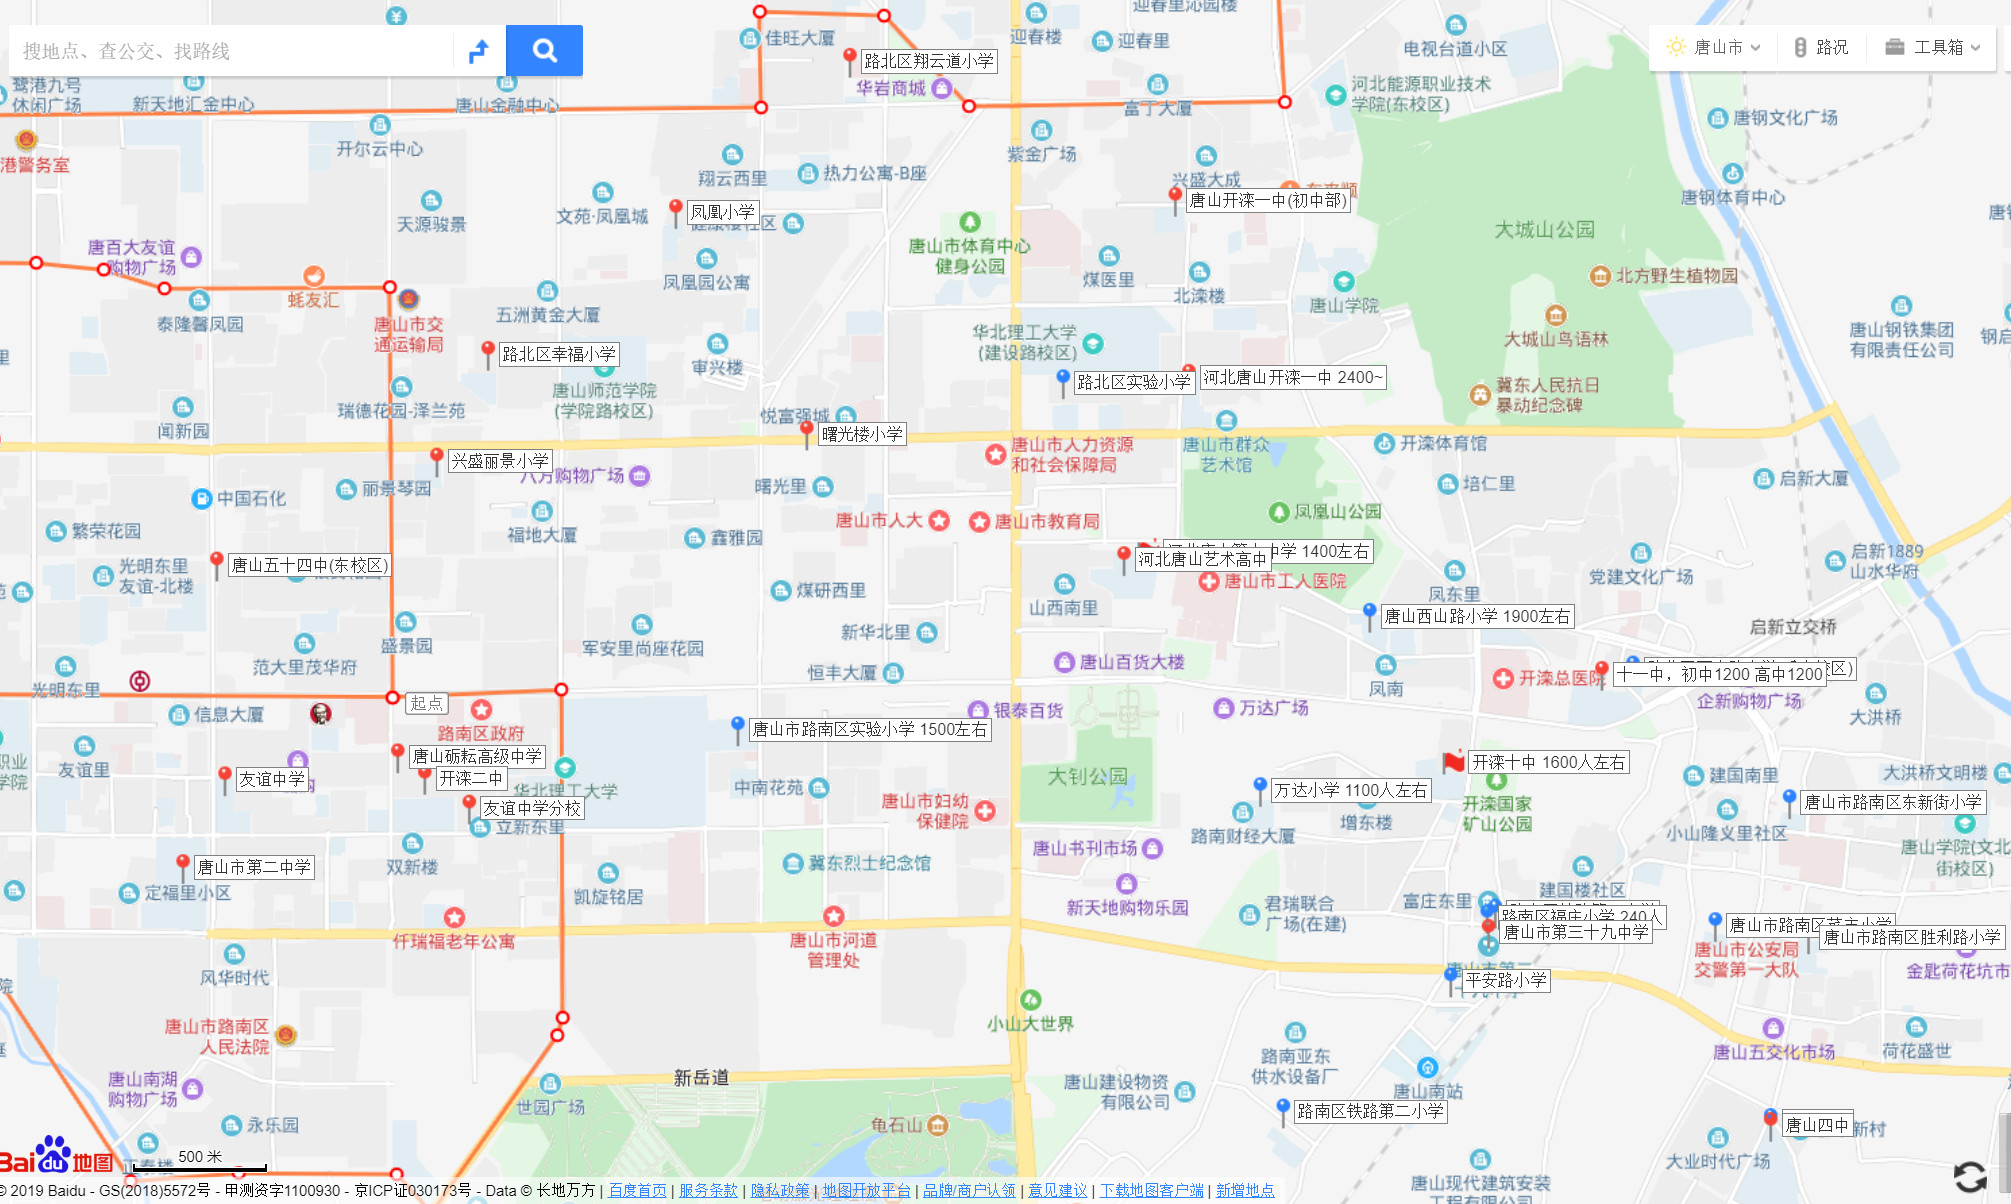 迎春里沁园楼
佳旺大厦
迎春楼
迎春里
电视台道小区
搜地点、查公交、找路线
唐山市
路况
工具箱
路北区翔云道小学
华岩商城
鹭港九号
休闲广场
新天地汇金中心
唐山金融中心
富丁大厦
河北能源职业技术
学院(东校区)
唐钢文化广场
港警务室
开尔云中心
紫金广场
翔云西里
热力公寓-B座
兴盛大成
唐山开滦一中(初中部)
唐钢体育中心
天源骏景
文苑·凤凰城
凤凰小学
大城山公园
唐百大友谊
购物广场
唐山市体育中心
健身公园
凤凰园公寓
煤医里
北滦楼
唐山学院
北方野生植物园
蚝友汇
泰隆馨凤园
唐山市交
通运输局
五洲黄金大厦
华北理工大学
(建设路校区)
大城山鸟语林
唐山钢铁集团
有限责任公司
路北区幸福小学
审兴楼
路北区实验小学
河北唐山开滦一中 2400~
唐山师范学院
(学院路校区)
冀东人民抗日
暴动纪念碑
瑞德花园-泽兰苑
闻新园
悦富强城
曙光楼小学
唐山市人力资源
和社会保障局
唐山市群众
艺术馆
开滦体育馆
兴盛丽景小学
八方购物广场
丽景琴园
中国石化
曙光里
培仁里
启新大厦
繁荣花园
福地大厦
鑫雅园
唐山市人大
唐山市教育局
凤凰山公园
光明东里
友谊-北楼
唐山五十四中(东校区)
中学 1400左右
河北唐山艺术高中
唐山市工人医院
党建文化广场
启新1889
山水华府
煤研西里
山西南里
凤东里
唐山西山路小学 1900左右
盛景园
军安里尚座花园
新华北里
启新立交桥
范大里茂华府
恒丰大厦
唐山百货大楼
凤南
开滦总医院
校区)
十一中，初中1200 高中1200
企新购物广场
光明东里
信息大厦
起点
路南区政府
银泰百货
万达广场
大洪桥
唐山市路南区实验小学 1500左右
友谊里
唐山砺耘高级中学
开滦二中
友谊中学
友谊中学分校
华北理工大学
立新东里
中南花苑
唐山市妇幼
保健院
大钊公园
万达小学 1100人左右
开滦十中 1600人左右
开滦国家
矿山公园
建国南里
大洪桥文明楼
唐山市路南区东新街小学
路南财经大厦
增东楼
小山隆义里社区
唐山学院(文北
街校区)
双新楼
唐山市第二中学
定福里小区
冀东烈士纪念馆
唐山书刊市场
新天地购物乐园
凯旋铭居
建国楼社区
君瑞联合
广场(在建)
富庄东里
路南区福庄小学 240人
唐山市第三十九中学
唐山市公安局
交警第一大队
唐山市路南区胜利路小学
金匙荷花坑市
仟瑞福老年公寓
唐山市河道
管理处
风华时代
平安路小学
小山大世界
唐山市路南区
人民法院
路南亚东
供水设备厂
唐山五交化市场
荷花盛世
新岳道
唐山南湖
购物广场
世园广场
唐山建设物资
有限公司
唐山南站
路南区铁路第二小学
永乐园
龟石山
唐山四中
新村
大业时代广场
Bai du 地图
500 米
唐山现代建筑安装
工程有限公司
© 2019 Baidu - GS(2018)5572号 - 甲测资字1100930 - 京ICP证030173号 - Data © 长地万方 | 百度首页 | 服务条款 | 隐私政策 | 地图开放平台 | 品牌/商户认领 | 意见建议 | 下载地图客户端 | 新增地点